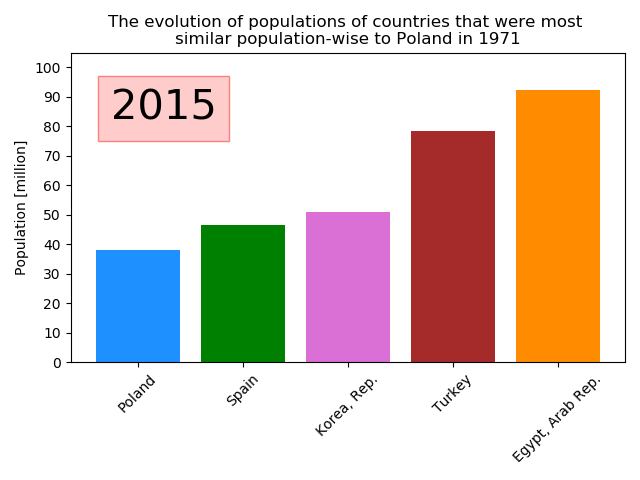 The evolution of populations of countries that were most
similar population-wise to Poland in 1971
2015
Population [million]
100
90
80
70
60
50
40
30
20
10
0
Poland
Spain
Korea, Rep.
Turkey
Egypt, Arab Rep.